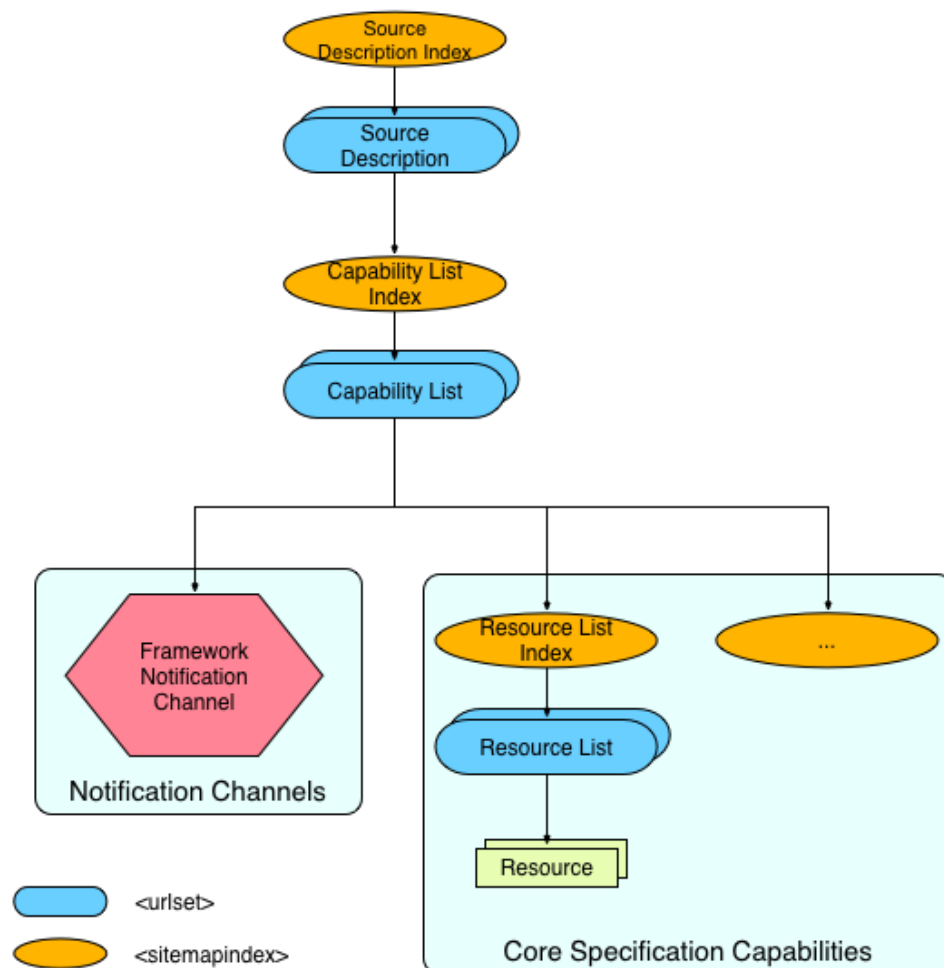 Source
Description Index
Source
Description
Capability List
Index
Capability List
Framework
Notification
Channel
Notification Channels
Resource List
Index
...
Resource List
Resource
Core Specification Capabilities
<urlset>
<sitemapindex>